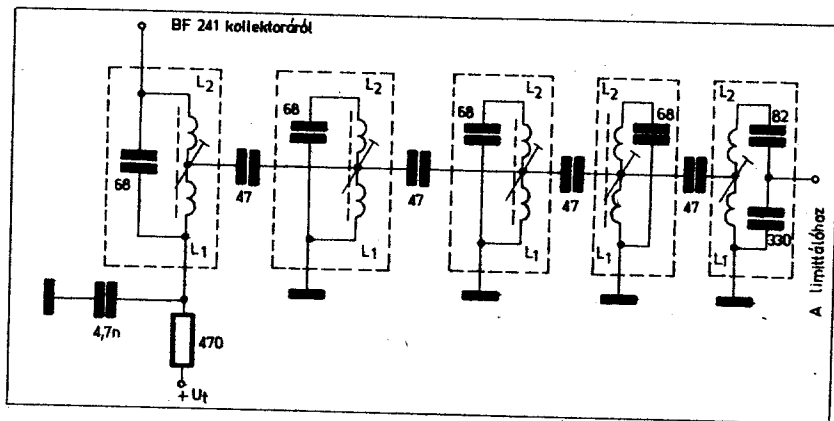 BF 241 kollektoráról
L₂
68
L₁
47
68
L₂
L₁
47
68
L₂
L₁
47
L₂
68
L₁
47
L₂
82
330
L₁
A limittálóhoz
4,7n
470
+ Ut